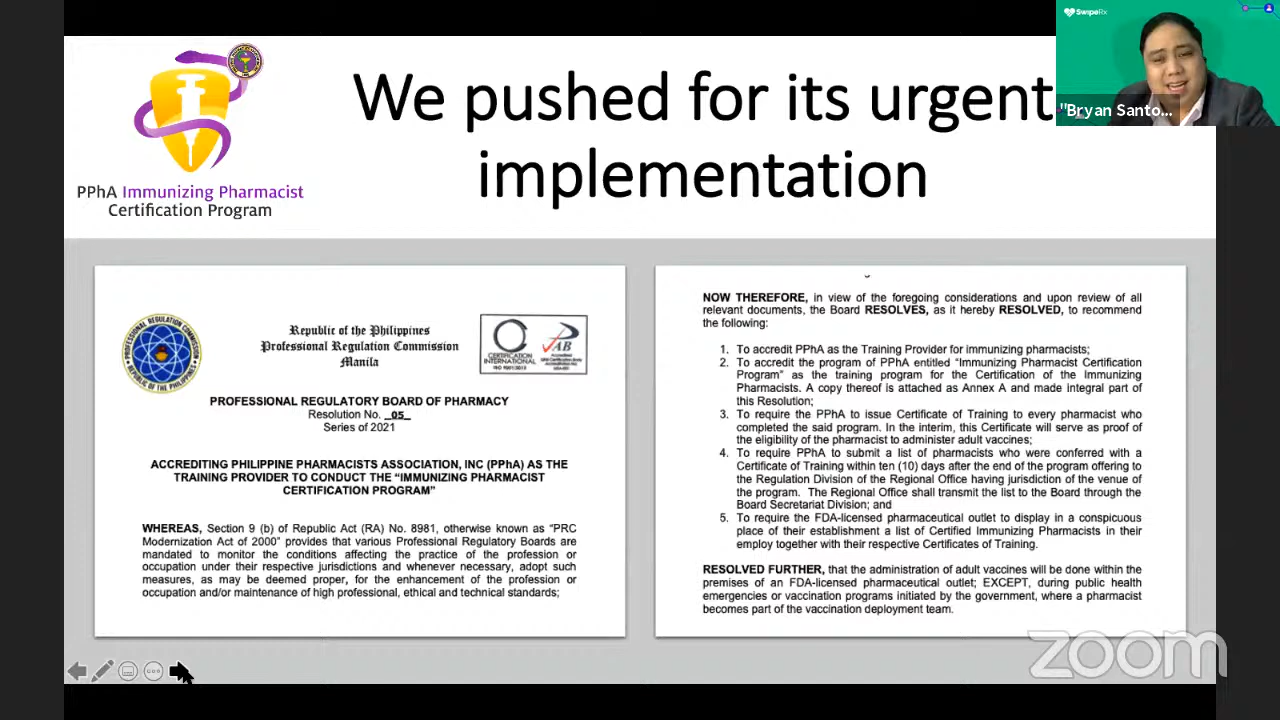 SwipeRx
"Bryan Santo...
We pushed for its urgent
implementation
PPhA Immunizing Pharmacist
Certification Program
PROFESSIONAL REGULATION COMMISSION
REPUBLIC OF THE PHILIPPINES
Republic of the Philippines
Professional Regulation Commission
Manila
CERTIFICATION
INTERNATIONAL
ISO 9001:2015
AB
PROFESSIONAL REGULATORY BOARD OF PHARMACY
Resolution No. _05_
Series of 2021
ACCREDITING PHILIPPINE PHARMACISTS ASSOCIATION, INC (PPhA) AS THE
TRAINING PROVIDER TO CONDUCT THE “IMMUNIZING PHARMACIST
CERTIFICATION PROGRAM”
WHEREAS, Section 9 (b) of Republic Act (RA) No. 8981, otherwise known as “PRC
Modernization Act of 2000” provides that various Professional Regulatory Boards are
mandated to monitor the conditions affecting the practice of the profession or
occupation under their respective jurisdictions and whenever necessary, adopt such
measures, as may be deemed proper, for the enhancement of the profession or
occupation and/or maintenance of high professional, ethical and technical standards;
NOW THEREFORE, in view of the foregoing considerations and upon review of all
relevant documents, the Board RESOLVES, as it hereby RESOLVED, to recommend
the following:
1. To accredit PPhA as the Training Provider for immunizing pharmacists;
2. To accredit the program of PPhA entitled “Immunizing Pharmacist Certification
Program” as the training program for the Certification of the Immunizing
Pharmacists. A copy thereof is attached as Annex A and made integral part of
this Resolution;
3. To require the PPhA to issue Certificate of Training to every pharmacist who
completed the said program. In the interim, this Certificate will serve as proof of
the eligibility of the pharmacist to administer adult vaccines;
4. To require PPhA to submit a list of pharmacists who were conferred with a
Certificate of Training within ten (10) days after the end of the program offering to
the Regulation Division of the Regional Office having jurisdiction of the venue of
the program. The Regional Office shall transmit the list to the Board through the
Board Secretariat Division; and
5. To require the FDA-licensed pharmaceutical outlet to display in a conspicuous
place of their establishment a list of Certified Immunizing Pharmacists in their
employ together with their respective Certificates of Training.
RESOLVED FURTHER, that the administration of adult vaccines will be done within the
premises of an FDA-licensed pharmaceutical outlet; EXCEPT, during public health
emergencies or vaccination programs initiated by the government, where a pharmacist
becomes part of the vaccination deployment team.
zoom